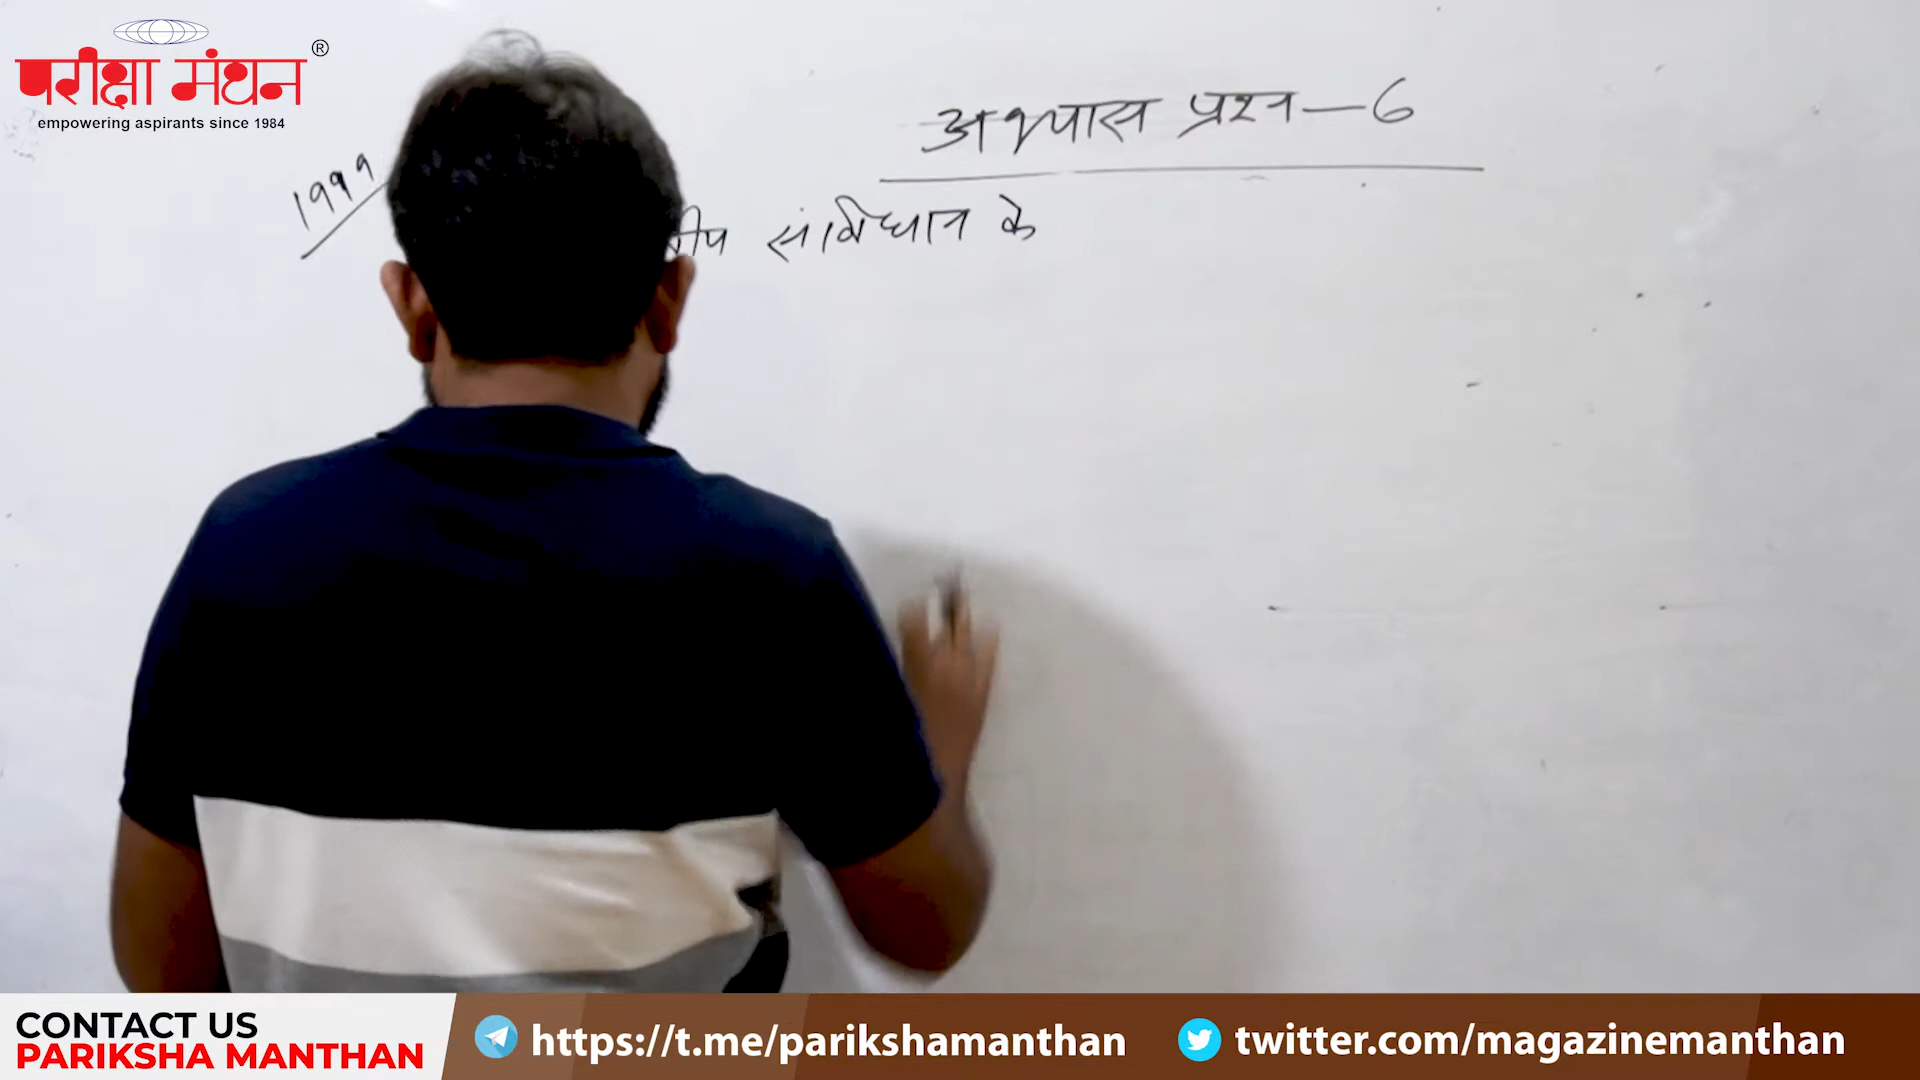 परीक्षा मंथन ®
empowering aspirants since 1984
अभ्यास प्रश्न – 6
1999
संविधान के
CONTACT US
PARIKSHA MANTHAN
https://t.me/parikshamanthan
twitter.com/magazinemanthan